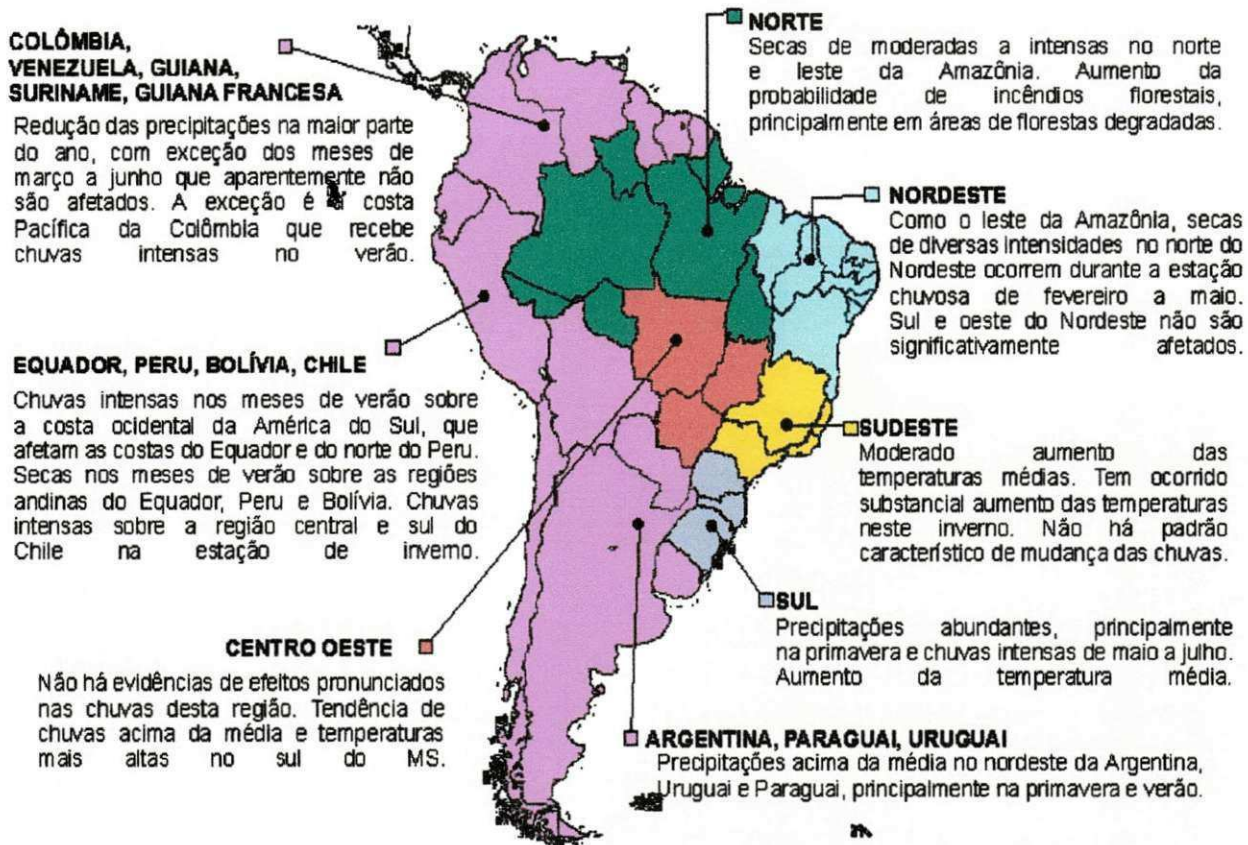 COLÔMBIA,
VENEZUELA, GUIANA,
SURINAME, GUIANA FRANCESA
Redução das precipitações na maior parte
do ano, com exceção dos meses de
março a junho que aparentemente não
são afetados. A exceção é a costa
Pacífica da Colômbia que recebe
chuvas intensas no verão.
EQUADOR, PERU, BOLÍVIA, CHILE
Chuvas intensas nos meses de verão sobre
a costa ocidental da América do Sul, que
afetam as costas do Equador e do norte do Peru.
Secas nos meses de verão sobre as regiões
andinas do Equador, Peru e Bolívia. Chuvas
intensas sobre a região central e sul do
Chile na estação de inverno.
CENTRO OESTE
Não há evidências de efeitos pronunciados
nas chuvas desta região. Tendência de
chuvas acima da média e temperaturas
mais altas no sul do MS.
NORTE
Secas de moderadas a intensas no norte
e leste da Amazônia. Aumento da
probabilidade de incêndios florestais,
principalmente em áreas de florestas degradadas.
NORDESTE
Como o leste da Amazônia, secas
de diversas intensidades no norte do
Nordeste ocorrem durante a estação
chuvosa de fevereiro a maio.
Sul e oeste do Nordeste não são
significativamente afetados.
SUDESTE
Moderado aumento das
temperaturas médias. Tem ocorrido
substancial aumento das temperaturas
neste inverno. Não há padrão
característico de mudança das chuvas.
SUL
Precipitações abundantes, principalmente
na primavera e chuvas intensas de maio a julho.
Aumento da temperatura média.
ARGENTINA, PARAGUAI, URUGUAI
Precipitações acima da média no nordeste da Argentina,
Uruguai e Paraguai, principalmente na primavera e verão.